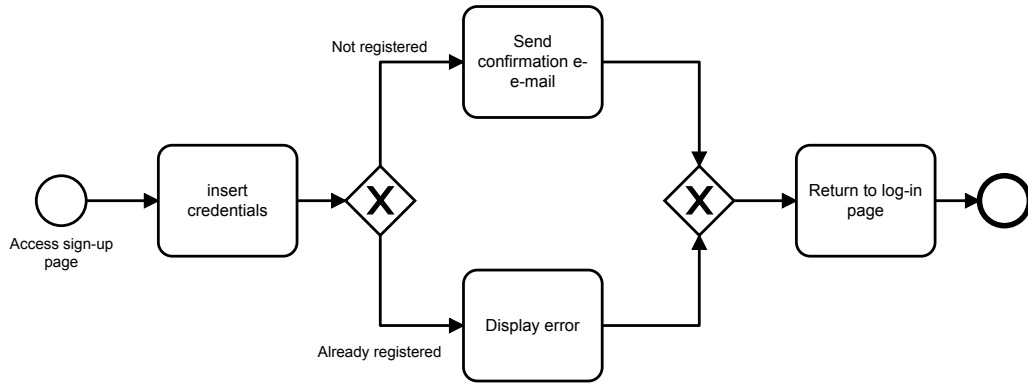 Not registered
Send
confirmation e-
e-mail
insert
credentials
Access sign-up
page
Return to log-in
page
Already registered
Display error